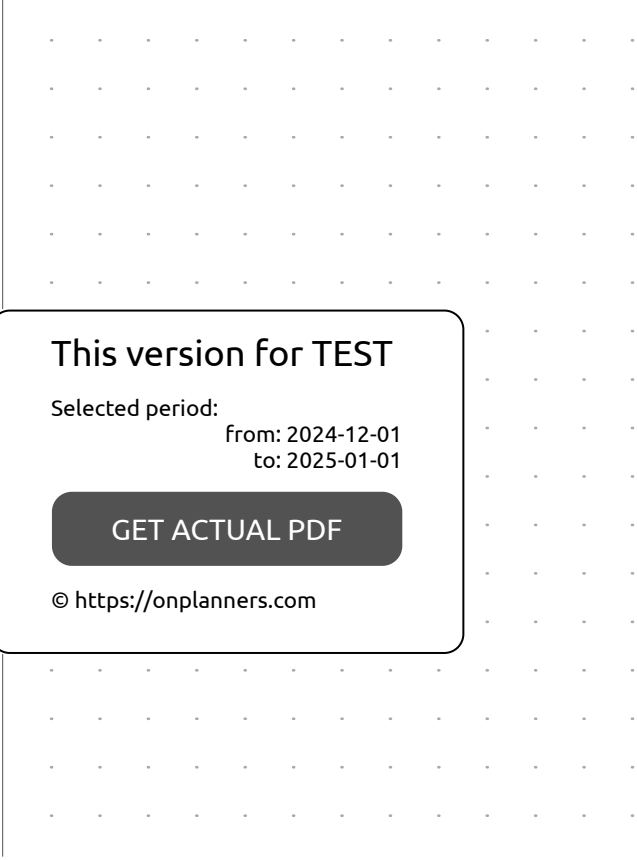 This version for TEST
Selected period:
from: 2024-12-01
to: 2025-01-01
GET ACTUAL PDF
© https://onplanners.com